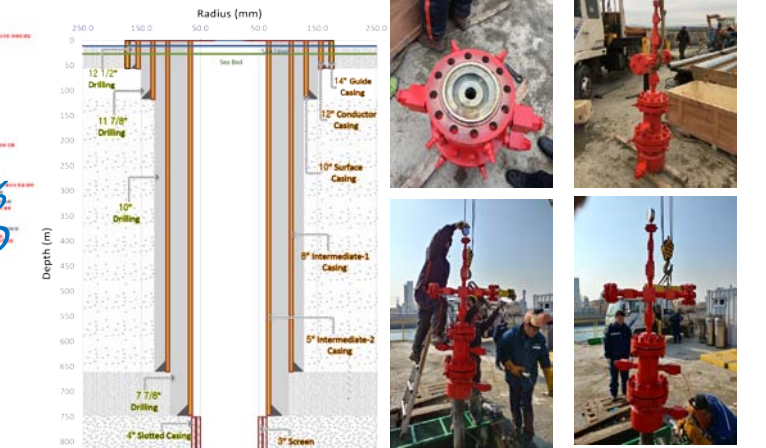 Radius (mm)
250.0 150.0 50.0 50.0 150.0 250.0
0
Sea Bed
50
12 1/2"
Drilling
14" Guide
Casing
100
12" Conductor
Casing
11 7/8"
Drilling
150
200
250
10" Surface
Casing
300
10"
Drilling
350
400
Depth (m)
8" Intermediate-1
Casing
450
500
550
5" Intermediate-2
Casing
600
650
700
7 7/8"
Drilling
750
4" Slotted Casing
3" Screen
800